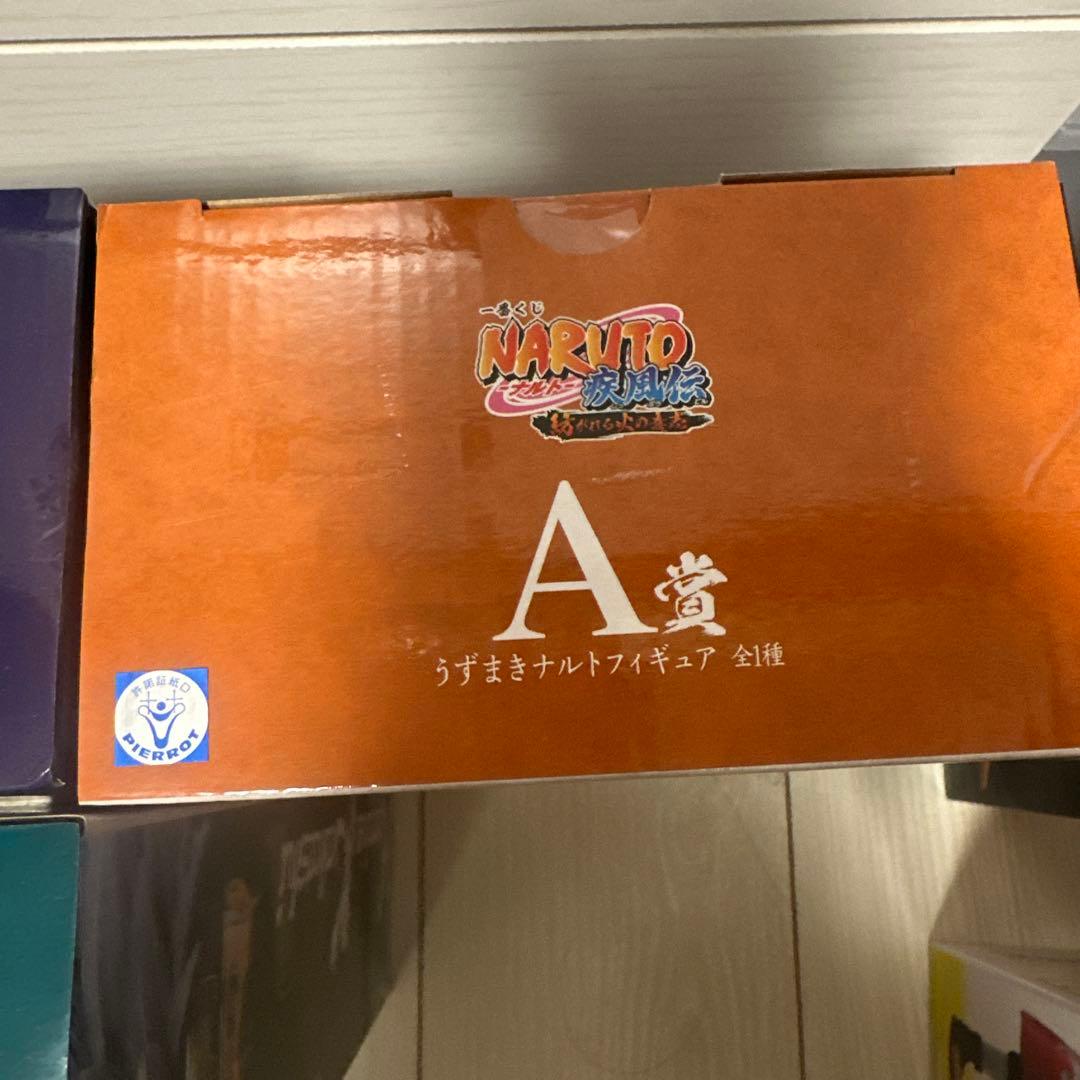 一番くじ
NARUTO
-ナルト-
疾風伝
紡がれる火の意志
A賞
うずまきナルトフィギュア 全1種
許諾証紙
PIERROT